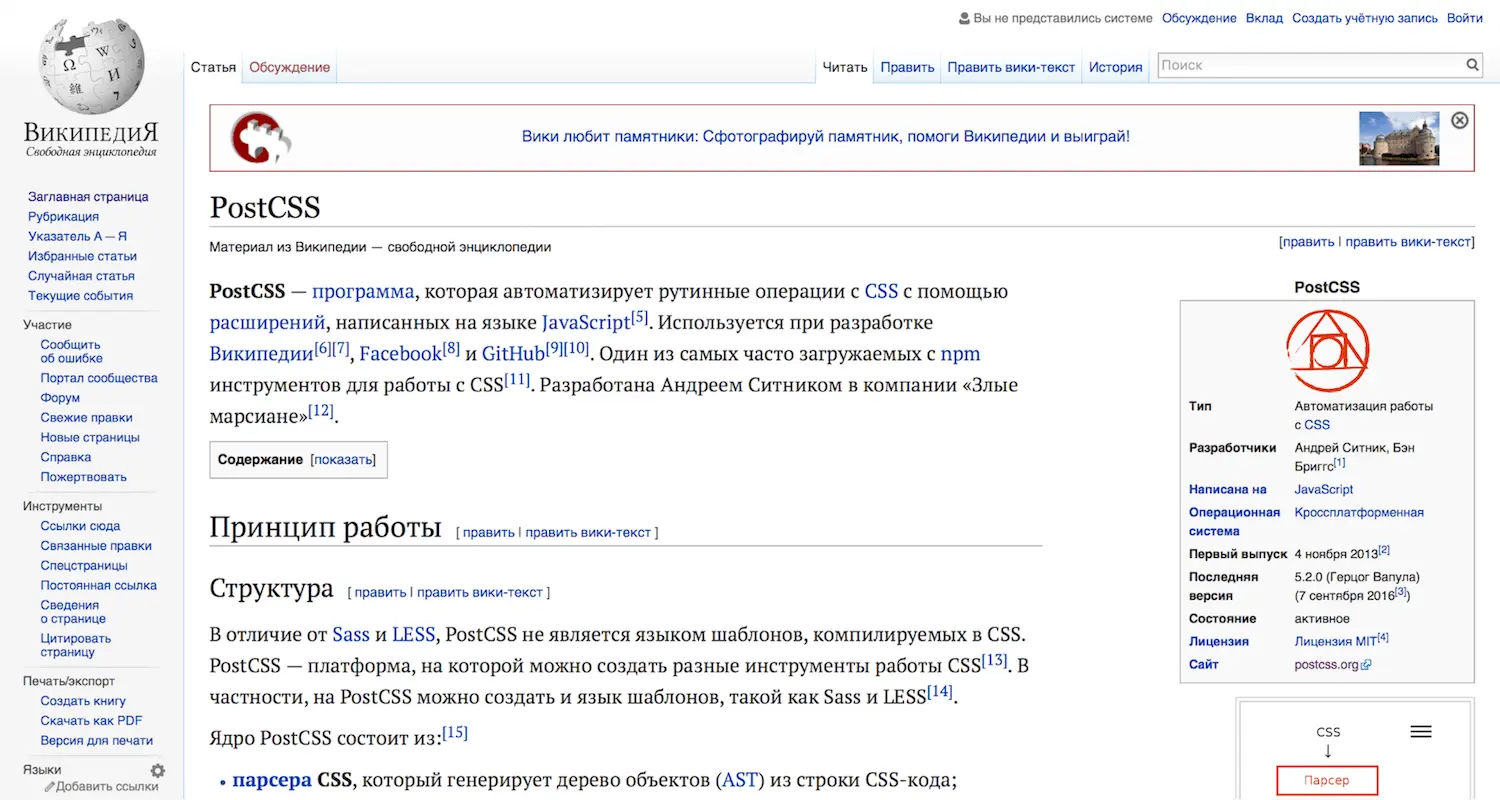 Вы не представились системе Обсуждение Вклад Создать учётную запись Войти
Статья Обсуждение Читать Править Править вики-текст История Поиск
ВикипедиЯ
Свободная энциклопедия
Заглавная страница
Рубрикация
Указатель А — Я
Избранные статьи
Случайная статья
Текущие события
Участие
Сообщить
об ошибке
Портал сообщества
Форум
Свежие правки
Новые страницы
Справка
Пожертвовать
Инструменты
Ссылки сюда
Связанные правки
Спецстраницы
Постоянная ссылка
Сведения
о странице
Цитировать
страницу
Печать/экспорт
Создать книгу
Скачать как PDF
Версия для печати
Языки
Добавить ссылки
Вики любит памятники: Сфотографируй памятник, помоги Википедии и выиграй!
PostCSS
Материал из Википедии — свободной энциклопедии
[править | править вики-текст]
PostCSS — программа, которая автоматизирует рутинные операции с CSS с помощью
расширений, написанных на языке JavaScript[5]. Используется при разработке
Википедии[6][7], Facebook[8] и GitHub[9][10]. Один из самых часто загружаемых с npm
инструментов для работы с CSS[11]. Разработана Андреем Ситником в компании «Злые
марсиане»[12].
Содержание [показать]
Принцип работы [ править | править вики-текст ]
Структура [ править | править вики-текст ]
В отличие от Sass и LESS, PostCSS не является языком шаблонов, компилируемых в CSS.
PostCSS — платформа, на которой можно создать разные инструменты работы CSS[13]. В
частности, на PostCSS можно создать и язык шаблонов, такой как Sass и LESS[14].
Ядро PostCSS состоит из:[15]
• парсера CSS, который генерирует дерево объектов (AST) из строки CSS-кода;
PostCSS
Тип Автоматизация работы
с CSS
Разработчики Андрей Ситник, Бэн
Бриггс[1]
Написана на JavaScript
Операционная Кроссплатформенная
система
Первый выпуск 4 ноября 2013[2]
Последняя 5.2.0 (Герцог Вапула)
версия (7 сентября 2016[3])
Состояние активное
Лицензия Лицензия MIT[4]
Сайт postcss.org
CSS
↓
Парсер